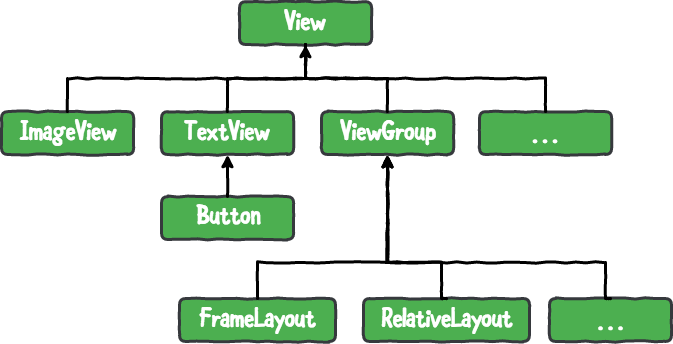 View
ImageView
TextView
ViewGroup
...
Button
FrameLayout
RelativeLayout
...